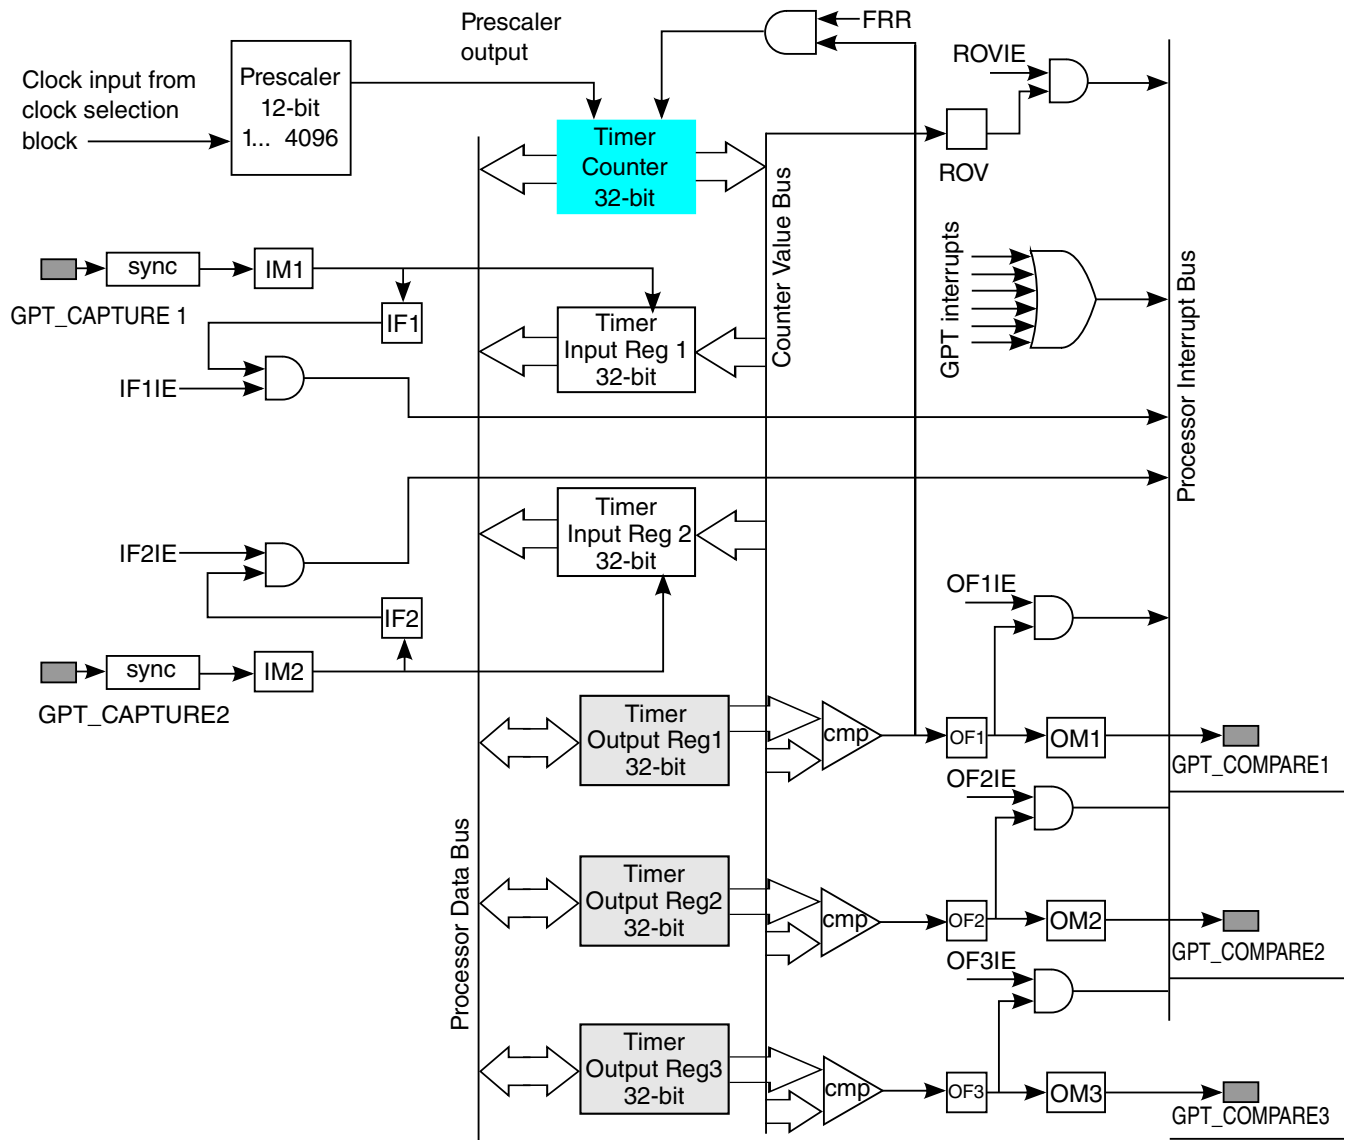 Prescaler
output
FRR
ROVIE
Clock input from
clock selection
block
Prescaler
12-bit
1... 4096
Timer
Counter
32-bit
ROV
Counter Value Bus
GPT interrupts
Processor Interrupt Bus
sync
IM1
GPT_CAPTURE 1
IF1
Timer
Input Reg 1
32-bit
IF1IE
Timer
Input Reg 2
32-bit
IF2IE
IF2
OF1IE
sync
IM2
GPT_CAPTURE2
Timer
Output Reg1
32-bit
cmp
OF1
OM1
GPT_COMPARE1
OF2IE
Processor Data Bus
Timer
Output Reg2
32-bit
cmp
OF2
OM2
GPT_COMPARE2
OF3IE
Timer
Output Reg3
32-bit
cmp
OF3
OM3
GPT_COMPARE3